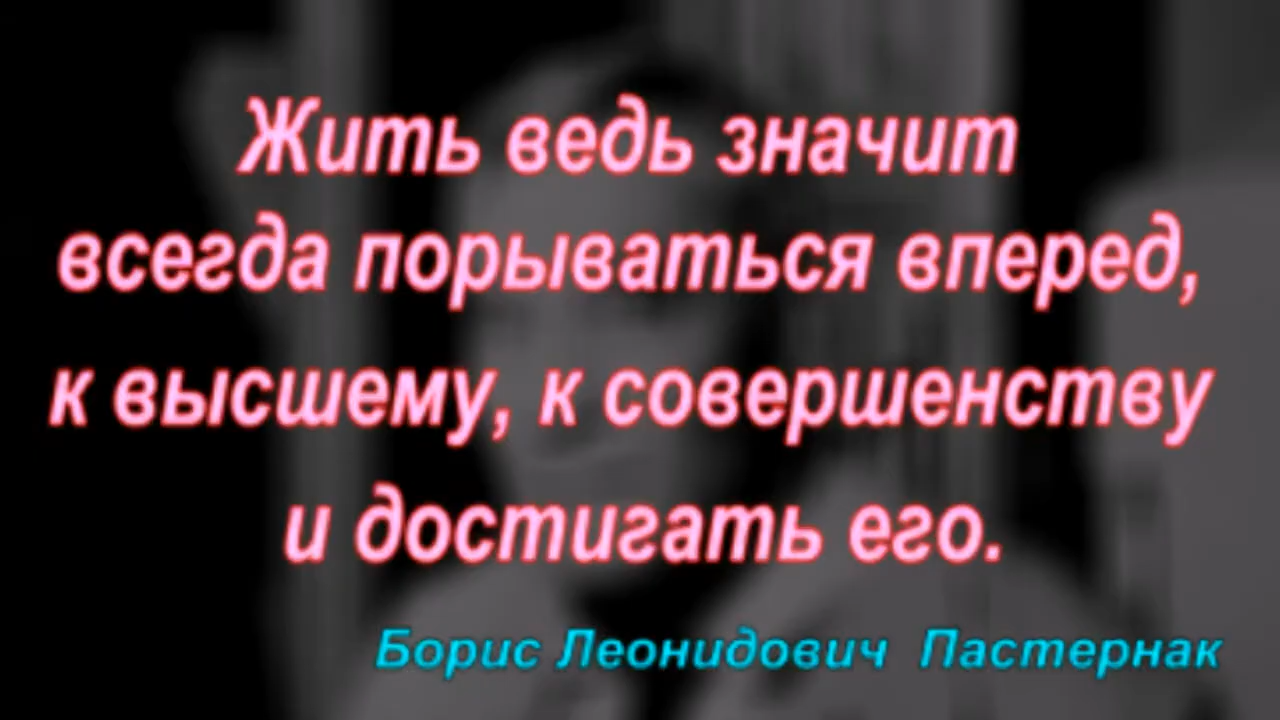 Жить ведь значит
всегда порываться вперед,
к высшему, к совершенству
и достигать его.
Борис Леонидович Пастернак